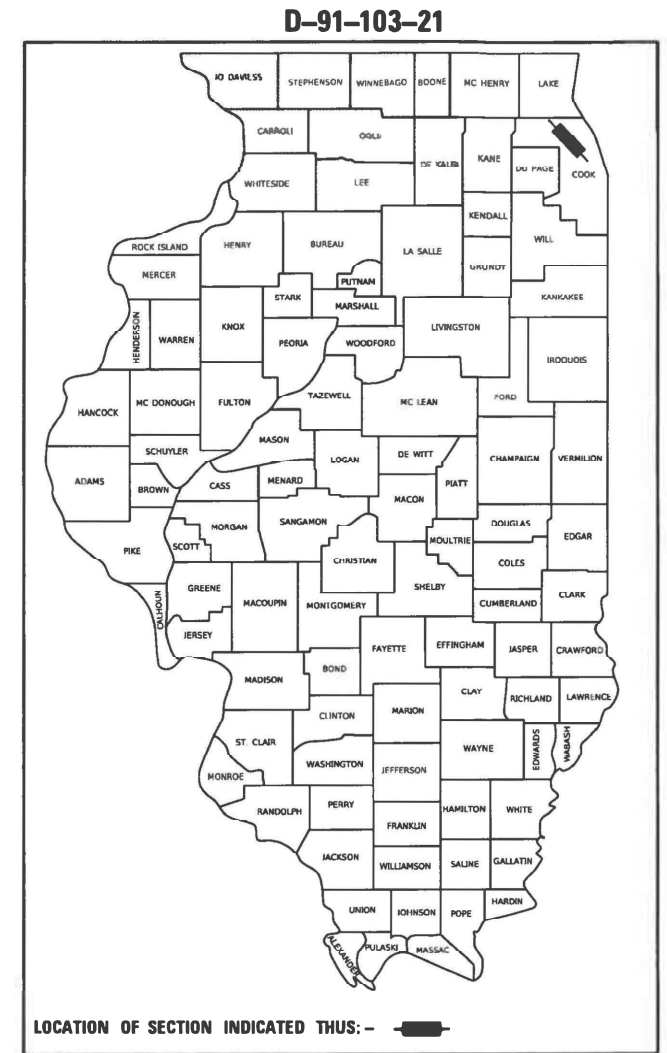 D–91–103–21
JO DAVIESS STEPHENSON WINNEBAGO BOONE MC HENRY LAKE
CARROLL OGLE DE KALB KANE DU PAGE COOK
WHITESIDE LEE
KENDALL WILL
ROCK ISLAND HENRY BUREAU LA SALLE GRUNDY
MERCER PUTNAM KANKAKEE
STARK MARSHALL
HENDERSON WARREN KNOX PEORIA WOODFORD LIVINGSTON IROQUOIS
HANCOCK MC DONOUGH FULTON TAZEWELL MC LEAN FORD
MASON
SCHUYLER LOGAN DE WITT CHAMPAIGN VERMILION
ADAMS BROWN CASS MENARD PIATT
MACON
MORGAN SANGAMON DOUGLAS
PIKE SCOTT CHRISTIAN MOULTRIE EDGAR
COLES
GREENE SHELBY
CALHOUN MACOUPIN MONTGOMERY CUMBERLAND CLARK
JERSEY FAYETTE EFFINGHAM JASPER CRAWFORD
BOND
MADISON CLAY RICHLAND LAWRENCE
CLINTON MARION
ST. CLAIR WAYNE EDWARDS WABASH
WASHINGTON JEFFERSON
MONROE
RANDOLPH PERRY HAMILTON WHITE
FRANKLIN
JACKSON WILLIAMSON SALINE GALLATIN
UNION JOHNSON POPE HARDIN
ALEXANDER PULASKI MASSAC
LOCATION OF SECTION INDICATED THUS: –